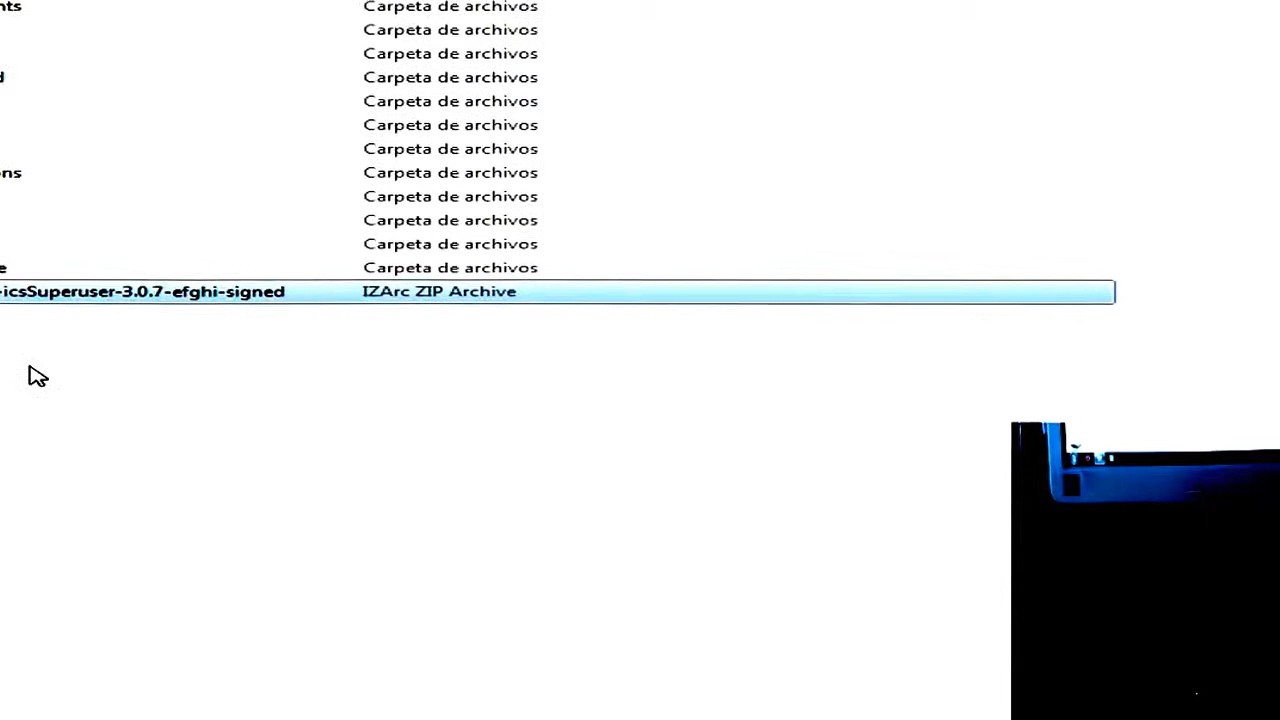 nts Carpeta de archivos
Carpeta de archivos
Carpeta de archivos
d Carpeta de archivos
Carpeta de archivos
Carpeta de archivos
Carpeta de archivos
ons Carpeta de archivos
Carpeta de archivos
Carpeta de archivos
Carpeta de archivos
e Carpeta de archivos
-icsSuperuser-3.0.7-efghi-signed IZArc ZIP Archive